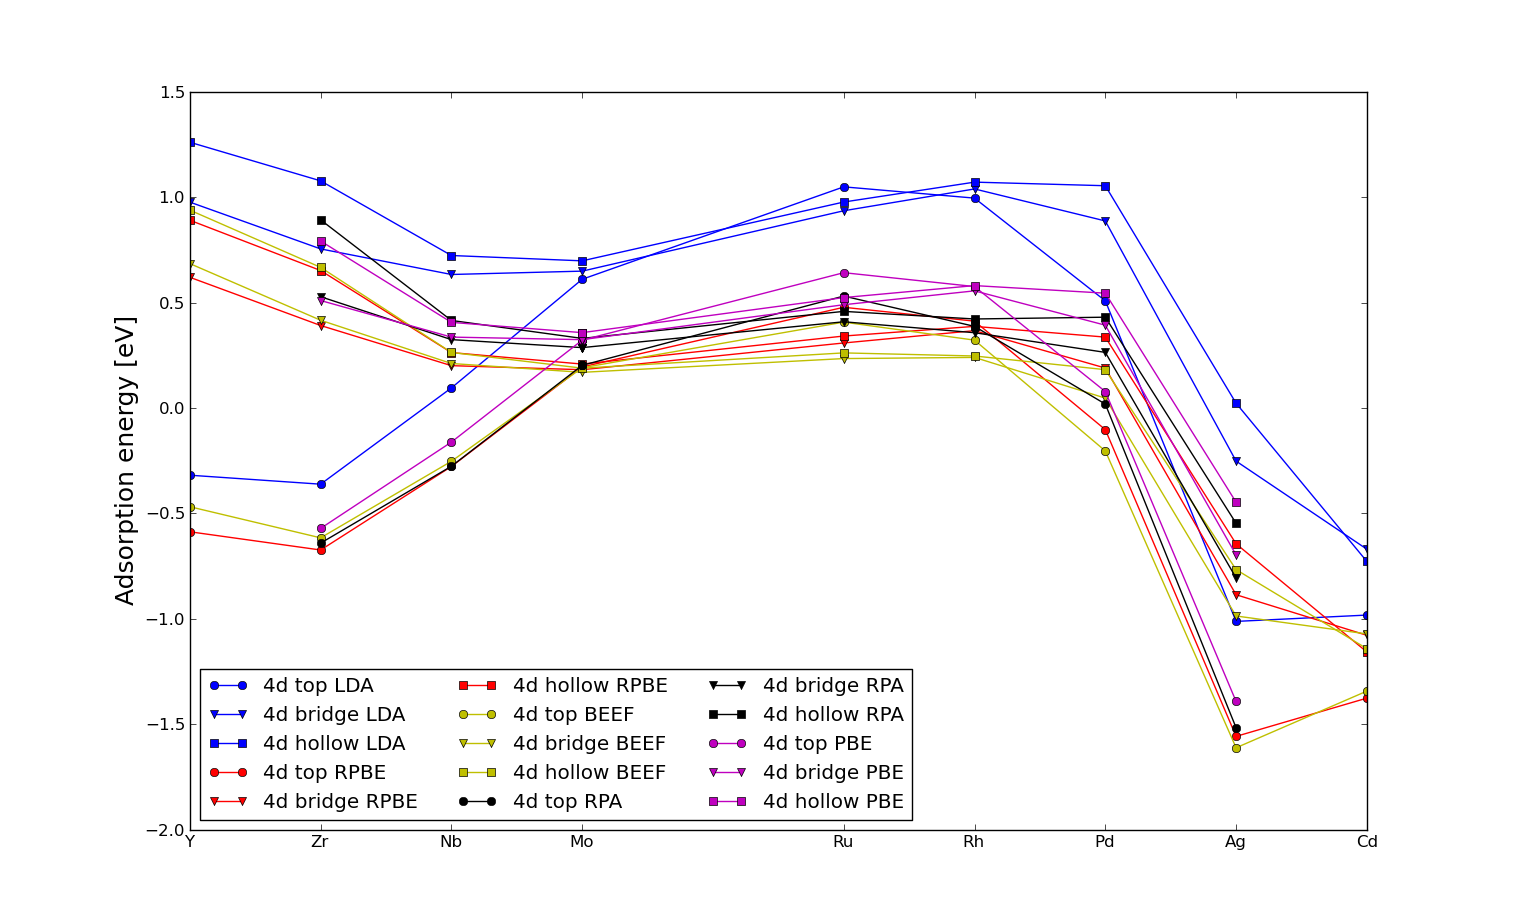 1.5
1.0
0.5
0.0
−0.5
−1.0
−1.5
−2.0
Adsorption energy [eV]
4d top LDA
4d bridge LDA
4d hollow LDA
4d top RPBE
4d bridge RPBE
4d hollow RPBE
4d top BEEF
4d bridge BEEF
4d hollow BEEF
4d top RPA
4d bridge RPA
4d hollow RPA
4d top PBE
4d bridge PBE
4d hollow PBE
Y Zr Nb Mo Ru Rh Pd Ag Cd